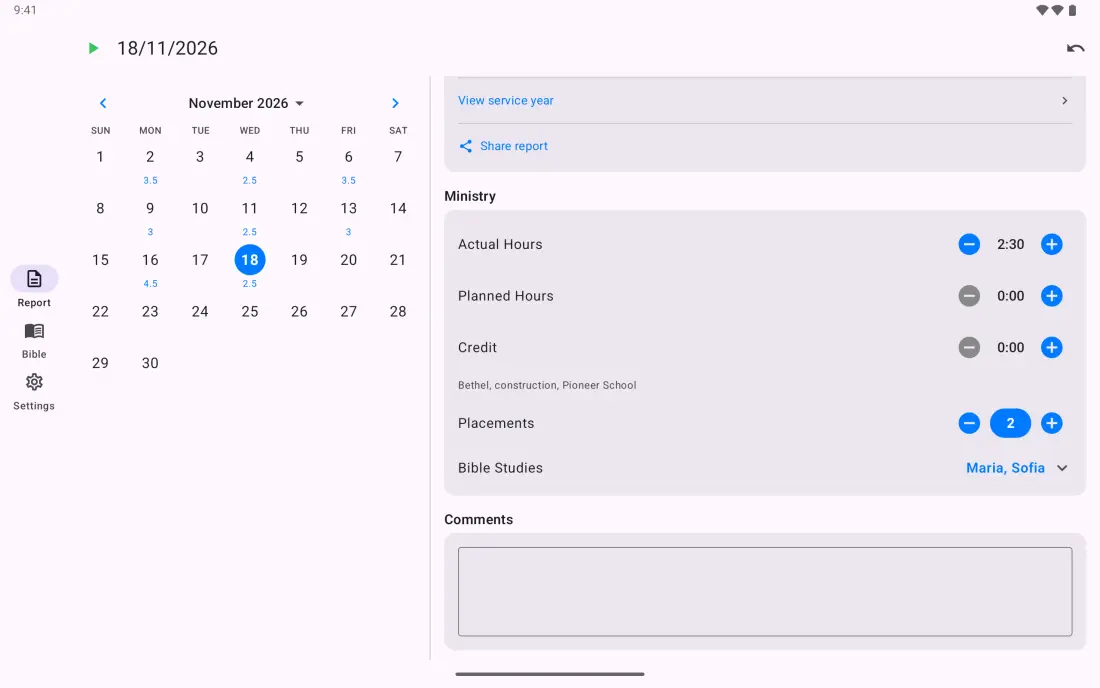 9:41
18/11/2026
Report
Bible
Settings
November 2026
SUN MON TUE WED THU FRI SAT
1 2 3 4 5 6 7
3.5 2.5 3.5
8 9 10 11 12 13 14
3 2.5 3
15 16 17 18 19 20 21
4.5 2.5
22 23 24 25 26 27 28
29 30
View service year
Share report
Ministry
Actual Hours 2:30
Planned Hours 0:00
Credit 0:00
Bethel, construction, Pioneer School
Placements 2
Bible Studies Maria, Sofia
Comments